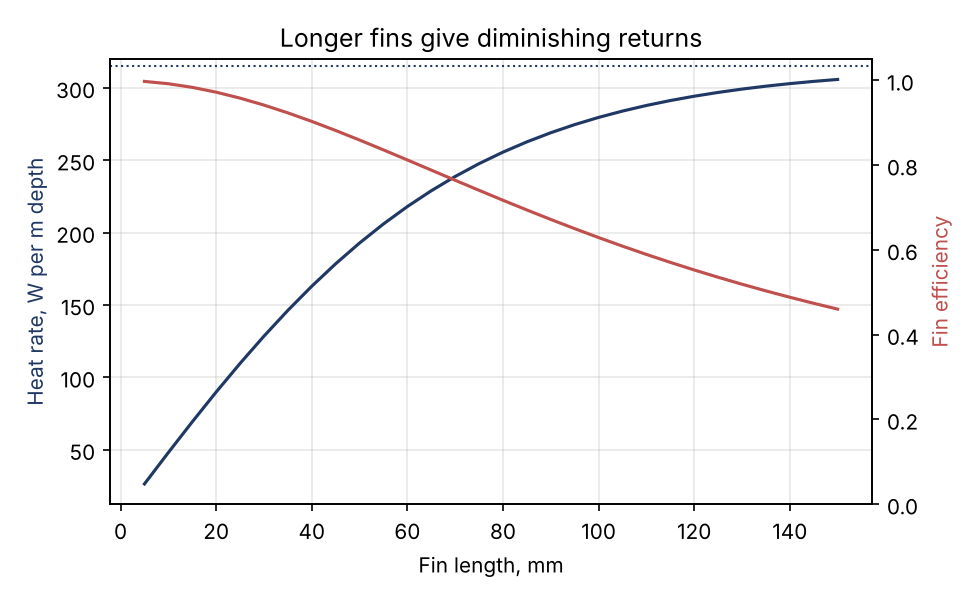 Longer fins give diminishing returns
Heat rate, W per m depth
300
250
200
150
100
50
1.0
0.8
0.6
0.4
0.2
0.0
Fin efficiency
0 20 40 60 80 100 120 140
Fin length, mm